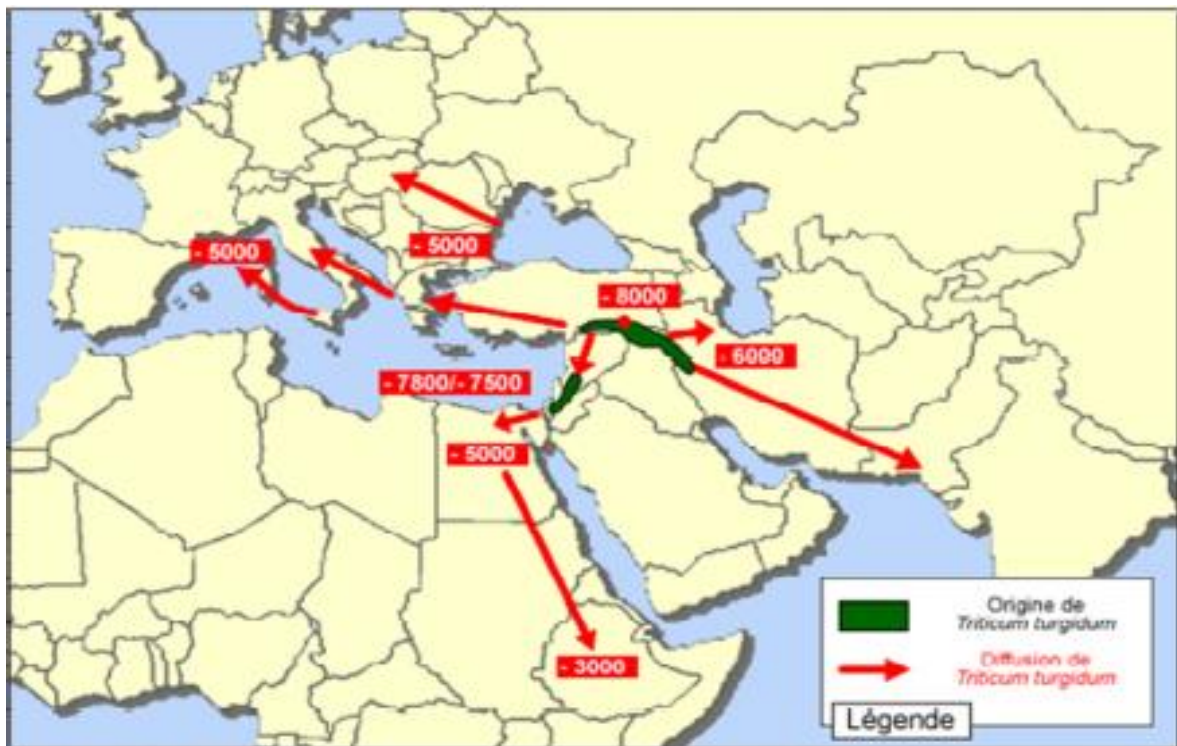 - 5000
- 5000
- 8000
- 6000
- 7800/- 7500
- 5000
- 3000
Origine de
Triticum turgidum
Diffusion de
Triticum turgidum
Légende